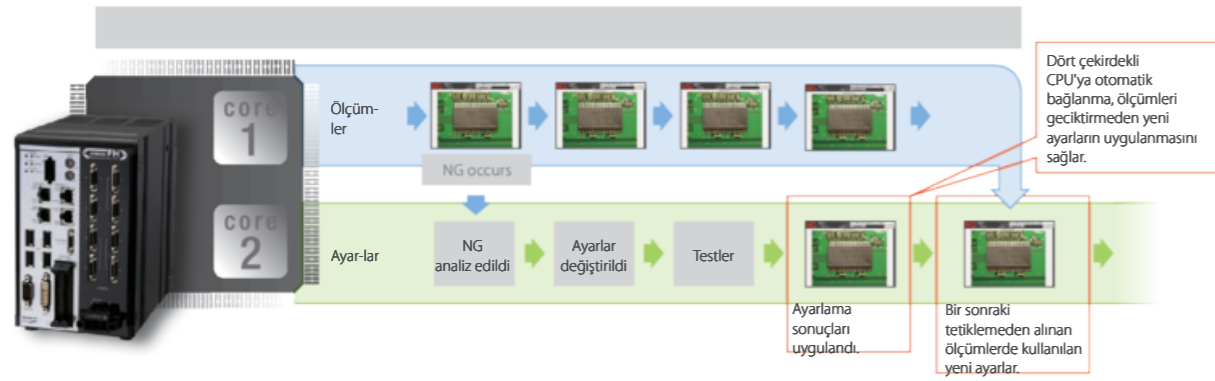 Dört çekirdekli
CPU'ya otomatik
bağlanma, ölçümleri
geciktirmeden yeni
ayarların uygulanmasını
sağlar.
core
1
Ölçüm-
ler
FH
NG occurs
core
2
Ayar-lar
NG
analiz edildi
Ayarlar
değiştirildi
Testler
Ayarlama
sonuçları
uygulandı.
Bir sonraki
tetiklemeden alınan
ölçümlerde kullanılan
yeni ayarlar.